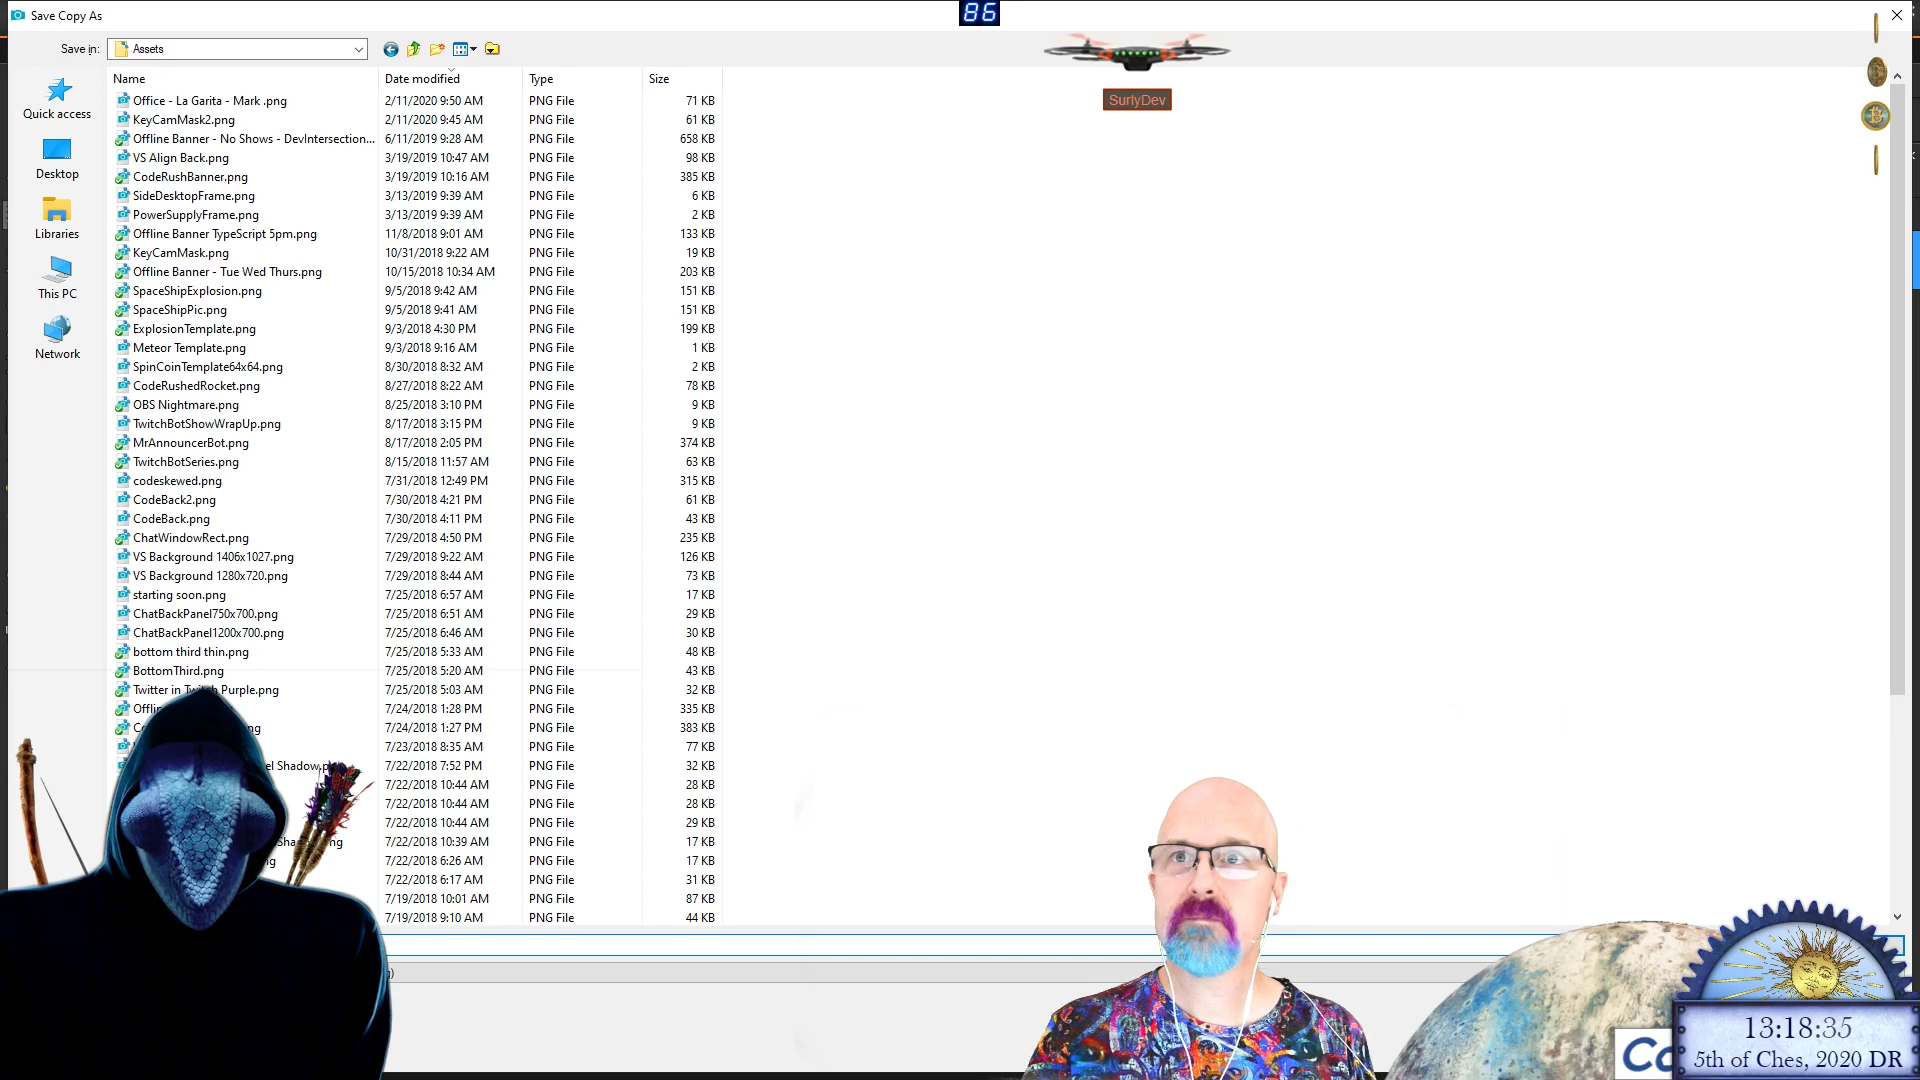 Save Copy As
86
Save in:
Assets
SurlyDev
Quick access
Desktop
Libraries
This PC
Network
Name Date modified Type Size
Office - La Garita - Mark .png 2/11/2020 9:50 AM PNG File 71 KB
KeyCamMask2.png 2/11/2020 9:45 AM PNG File 61 KB
Offline Banner - No Shows - DevIntersection... 6/11/2019 9:28 AM PNG File 658 KB
VS Align Back.png 3/19/2019 10:47 AM PNG File 98 KB
CodeRushBanner.png 3/19/2019 10:16 AM PNG File 385 KB
SideDesktopFrame.png 3/13/2019 9:39 AM PNG File 6 KB
PowerSupplyFrame.png 3/13/2019 9:39 AM PNG File 2 KB
Offline Banner TypeScript 5pm.png 11/8/2018 9:01 AM PNG File 133 KB
KeyCamMask.png 10/31/2018 9:22 AM PNG File 19 KB
Offline Banner - Tue Wed Thurs.png 10/15/2018 10:34 AM PNG File 203 KB
SpaceShipExplosion.png 9/5/2018 9:42 AM PNG File 151 KB
SpaceShipPic.png 9/5/2018 9:41 AM PNG File 151 KB
ExplosionTemplate.png 9/3/2018 4:30 PM PNG File 199 KB
Meteor Template.png 9/3/2018 9:16 AM PNG File 1 KB
SpinCoinTemplate64x64.png 8/30/2018 8:32 AM PNG File 2 KB
CodeRushedRocket.png 8/27/2018 8:22 AM PNG File 78 KB
OBS Nightmare.png 8/25/2018 3:10 PM PNG File 9 KB
TwitchBotShowWrapUp.png 8/17/2018 3:15 PM PNG File 9 KB
MrAnnouncerBot.png 8/17/2018 2:05 PM PNG File 374 KB
TwitchBotSeries.png 8/15/2018 11:57 AM PNG File 63 KB
codeskewed.png 7/31/2018 12:49 PM PNG File 315 KB
CodeBack2.png 7/30/2018 4:21 PM PNG File 61 KB
CodeBack.png 7/30/2018 4:11 PM PNG File 43 KB
ChatWindowRect.png 7/29/2018 4:50 PM PNG File 235 KB
VS Background 1406x1027.png 7/29/2018 9:22 AM PNG File 126 KB
VS Background 1280x720.png 7/29/2018 8:44 AM PNG File 73 KB
starting soon.png 7/25/2018 6:57 AM PNG File 17 KB
ChatBackPanel750x700.png 7/25/2018 6:51 AM PNG File 29 KB
ChatBackPanel1200x700.png 7/25/2018 6:46 AM PNG File 30 KB
bottom third thin.png 7/25/2018 5:33 AM PNG File 48 KB
BottomThird.png 7/25/2018 5:20 AM PNG File 43 KB
Twitter in Twitch Purple.png 7/25/2018 5:03 AM PNG File 32 KB
Offlin 7/24/2018 1:28 PM PNG File 335 KB
Co ng 7/24/2018 1:27 PM PNG File 383 KB
7/23/2018 8:35 AM PNG File 77 KB
el Shadow.p 7/22/2018 7:52 PM PNG File 32 KB
7/22/2018 10:44 AM PNG File 28 KB
7/22/2018 10:44 AM PNG File 28 KB
7/22/2018 10:44 AM PNG File 29 KB
Sha ng 7/22/2018 10:39 AM PNG File 17 KB
ng 7/22/2018 6:26 AM PNG File 17 KB
7/22/2018 6:17 AM PNG File 31 KB
7/19/2018 10:01 AM PNG File 87 KB
7/19/2018 9:10 AM PNG File 44 KB
Co
13:18:35
5th of Ches, 2020 DR